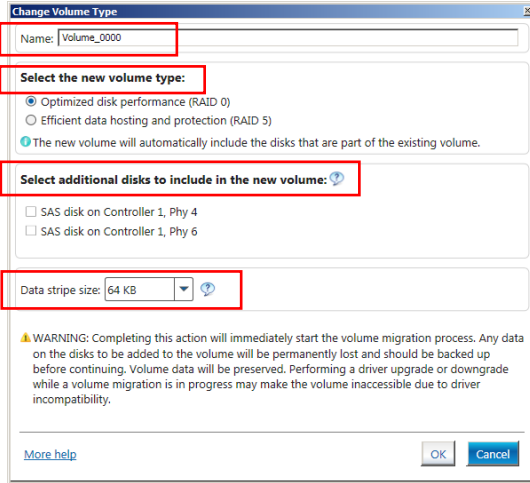 Change Volume Type
Name: Volume_0000
Select the new volume type:
Optimized disk performance (RAID 0)
Efficient data hosting and protection (RAID 5)
The new volume will automatically include the disks that are part of the existing volume.
Select additional disks to include in the new volume:
SAS disk on Controller 1, Phy 4
SAS disk on Controller 1, Phy 6
Data stripe size: 64 KB
WARNING: Completing this action will immediately start the volume migration process. Any data
on the disks to be added to the volume will be permanently lost and should be backed up
before continuing. Volume data will be preserved. Performing a driver upgrade or downgrade
while a volume migration is in progress may make the volume inaccessible due to driver
incompatibility.
More help
OK
Cancel